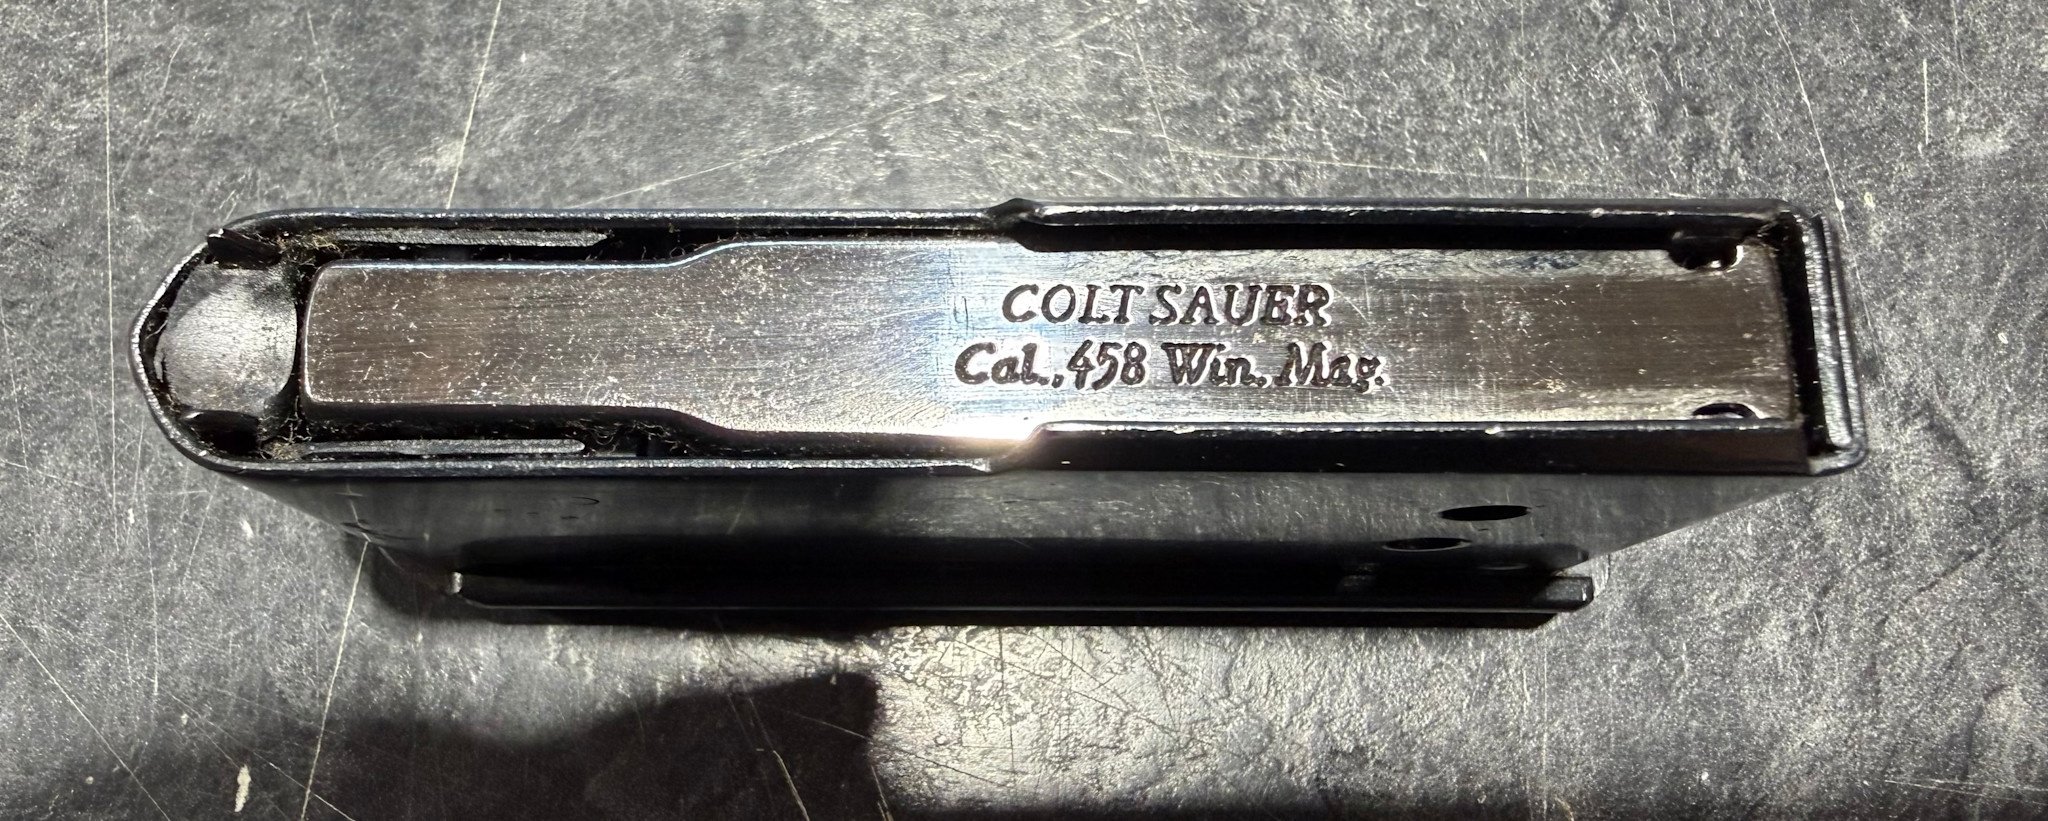 COLT SAUER
Cal..458 Win. Mag.